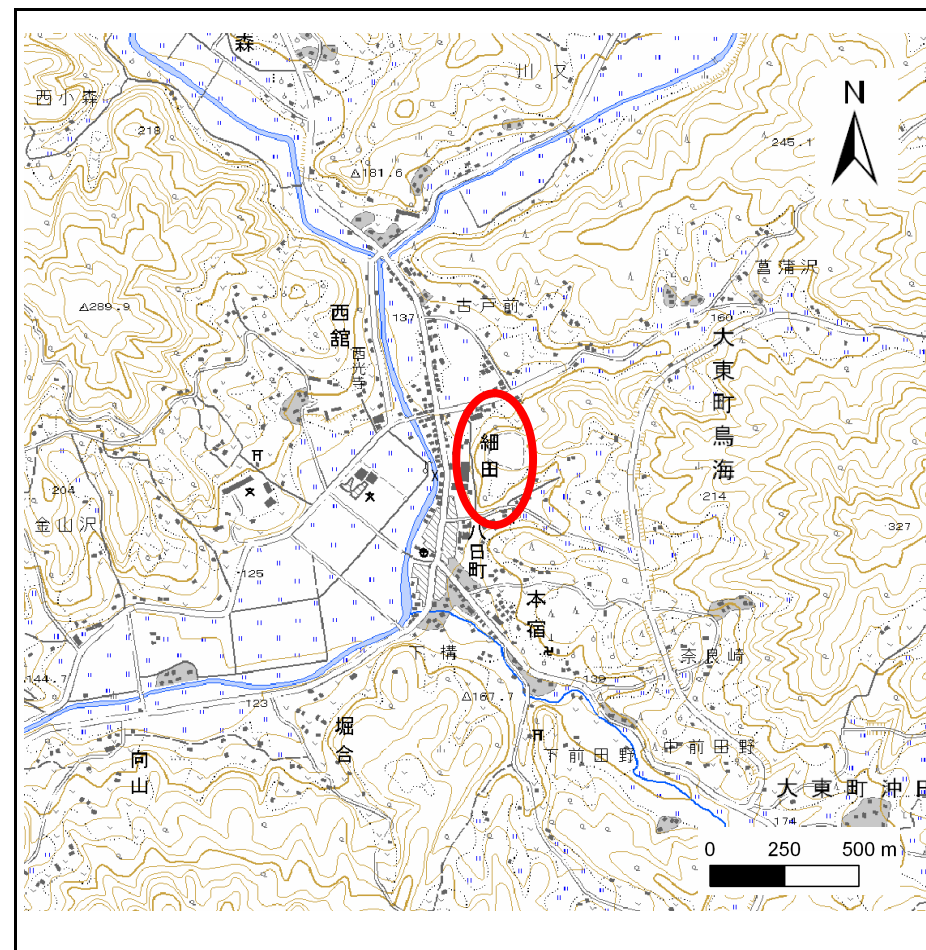 森
川又
N
西小森
218
245.1
△181.6
菖蒲沢
△289.9
古戸前
西舘
137
160
大東町鳥海
西光寺
細田
204
214
金山沢
327
八日町
125
本宿
下構
奈良崎
144.7
139
123
△167.7
堀合
向山
下前田野
中前田野
大東町沖田
174
0 250 500 m